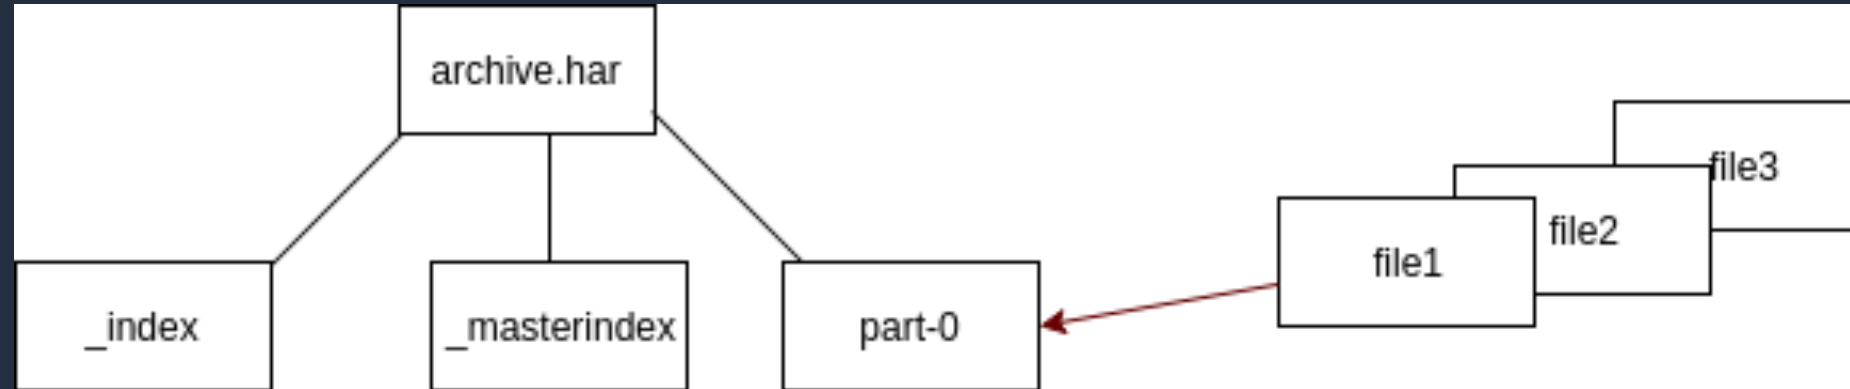 archive.har
file3
file2
file1
_index
_masterindex
part-0